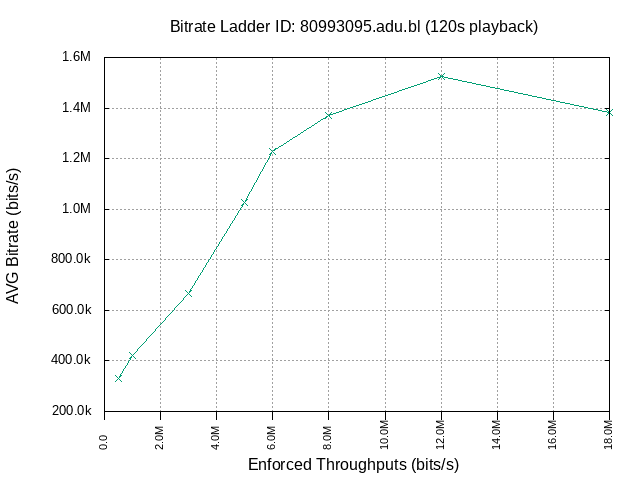 Bitrate Ladder ID: 80993095.adu.bl (120s playback)
1.6M
1.4M
1.2M
1.0M
800.0k
600.0k
400.0k
200.0k
AVG Bitrate (bits/s)
0.0
2.0M
4.0M
6.0M
8.0M
10.0M
12.0M
14.0M
16.0M
18.0M
Enforced Throughputs (bits/s)